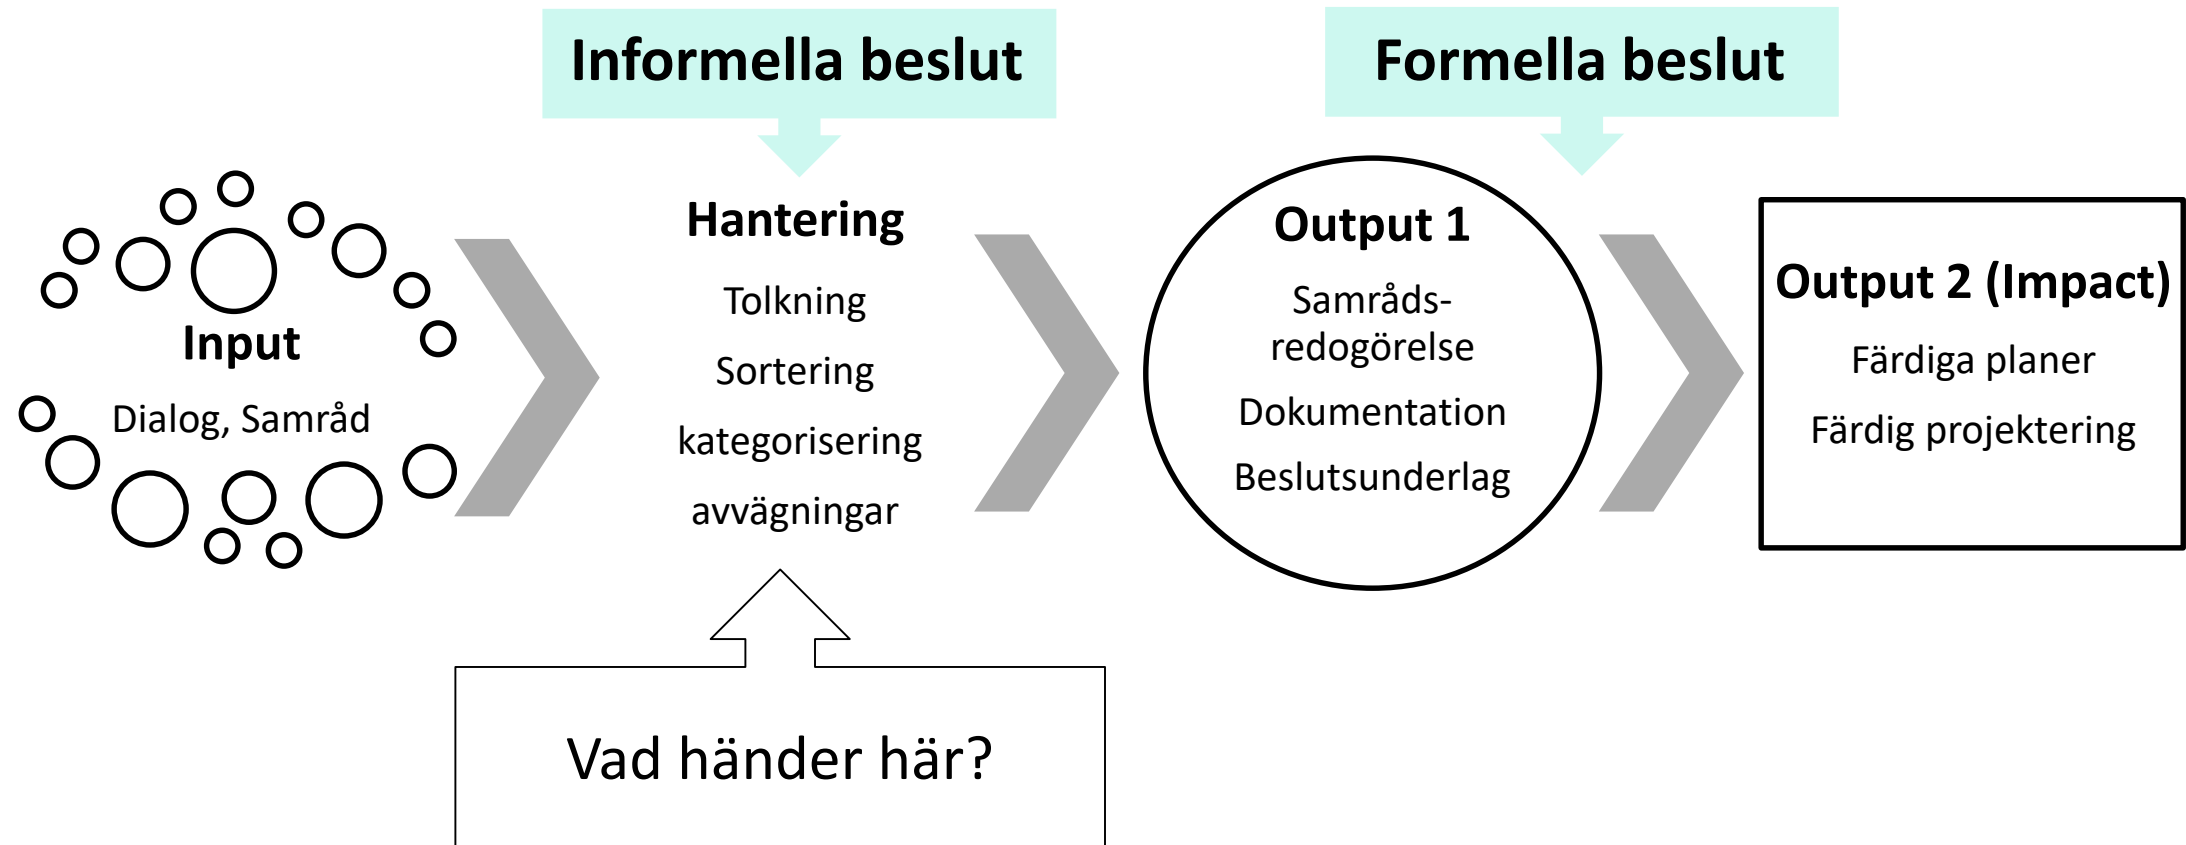 Informella beslut
Formella beslut
Input
Dialog, Samråd
Hantering
Tolkning
Sortering
kategorisering
avvägningar
Output 1
Samråds-
redogörelse
Dokumentation
Beslutsunderlag
Output 2 (Impact)
Färdiga planer
Färdig projektering
Vad händer här?